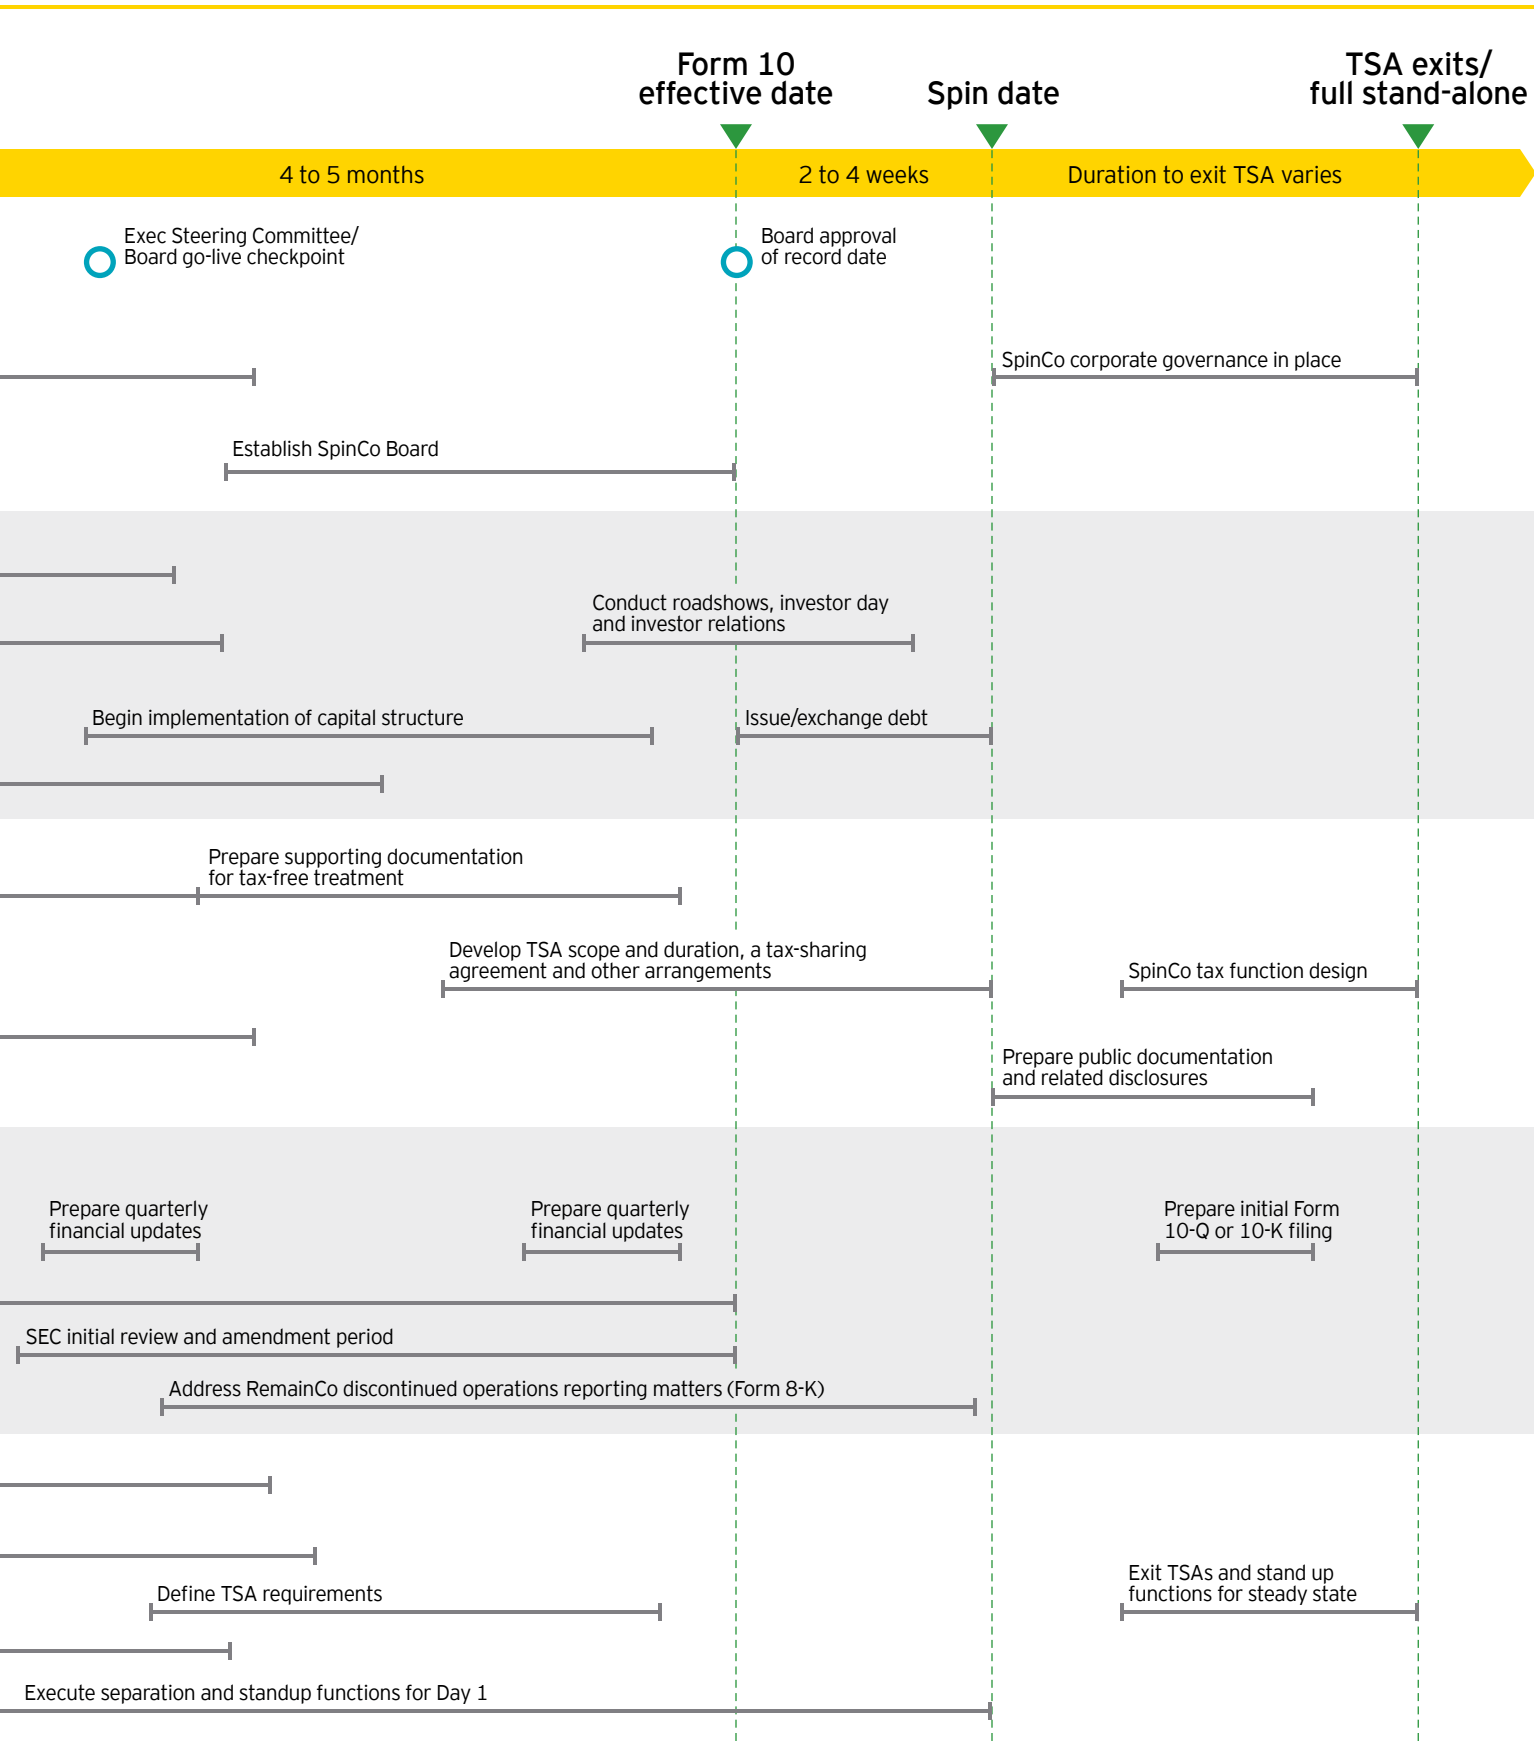 Form 10
effective date
Spin date
TSA exits/
full stand-alone
4 to 5 months
2 to 4 weeks
Duration to exit TSA varies
Exec Steering Committee/
Board go-live checkpoint
Board approval
of record date
SpinCo corporate governance in place
Establish SpinCo Board
Conduct roadshows, investor day
and investor relations
Begin implementation of capital structure
Issue/exchange debt
Prepare supporting documentation
for tax-free treatment
Develop TSA scope and duration, a tax-sharing
agreement and other arrangements
SpinCo tax function design
Prepare public documentation
and related disclosures
Prepare quarterly
financial updates
Prepare quarterly
financial updates
Prepare initial Form
10-Q or 10-K filing
SEC initial review and amendment period
Address RemainCo discontinued operations reporting matters (Form 8-K)
Exit TSAs and stand up
functions for steady state
Define TSA requirements
Execute separation and standup functions for Day 1